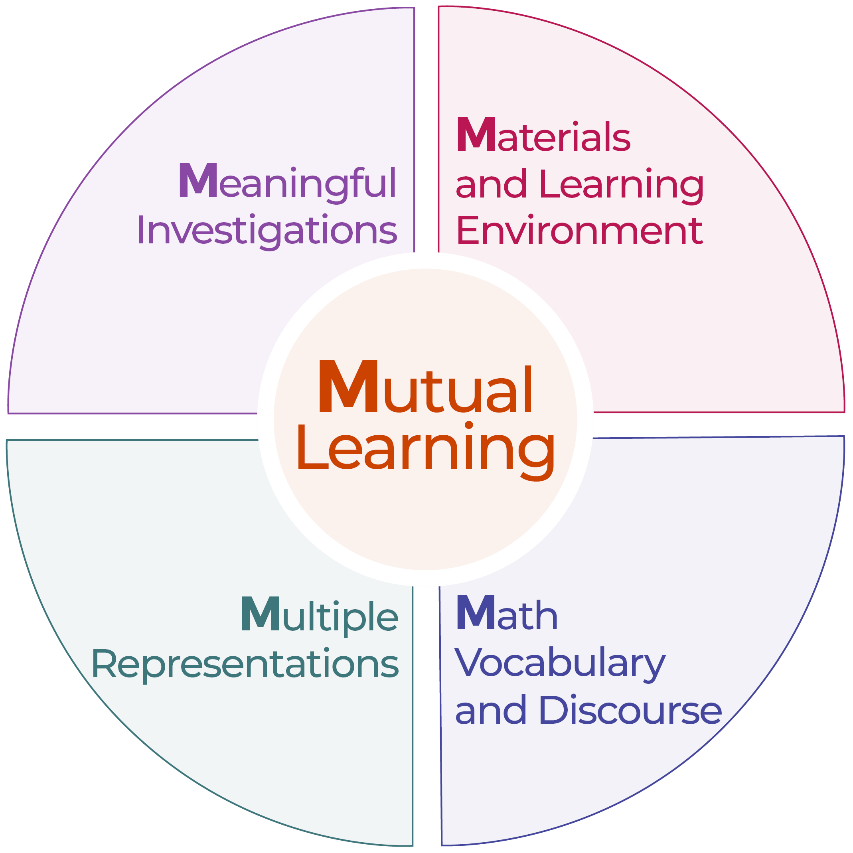 Meaningful
Investigations
Materials
and Learning
Environment
Mutual
Learning
Multiple
Representations
Math
Vocabulary
and Discourse